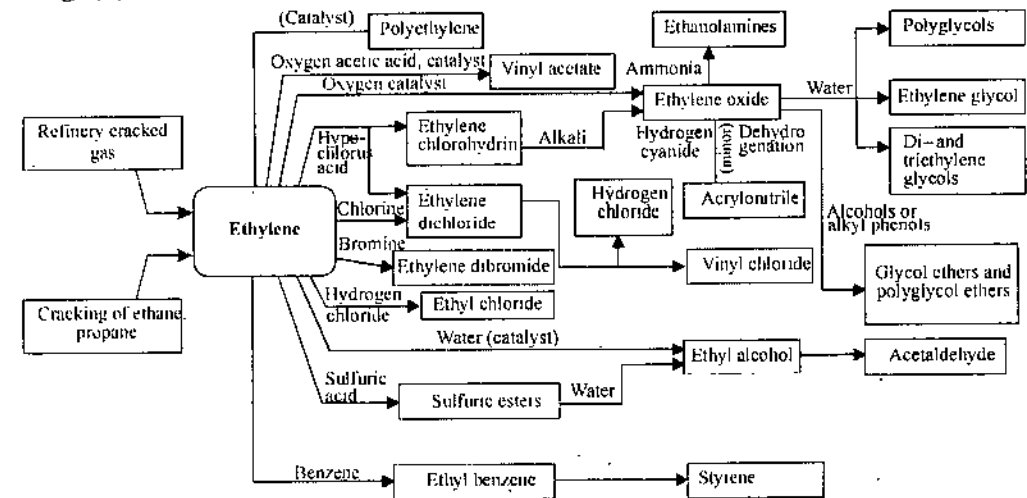 (Catalyst)
Polyethylene
Oxygen acetic acid, catalyst
Vinyl acetate
Oxygen catalyst
Ethanolamines
Ammonia
Ethylene oxide
Water
Polyglycols
Ethylene glycol
Di- and
triethylene
glycols
Refinery cracked
gas
Hypo-
chlorus
acid
Ethylene
chlorohydrin
Alkali
Hydrogen
cyanide
(minor)
Dehydro
genation
Acrylonitrile
Ethylene
Chlorine
Ethylene
dichloride
Hydrogen
chloride
Alcohols or
alkyl phenols
Bromine
Ethylene dibromide
Vinyl chloride
Glycol ethers and
polyglycol ethers
Hydrogen
chloride
Ethyl chloride
Cracking of ethane
propane
Water (catalyst)
Ethyl alcohol
Acetaldehyde
Sulfuric
acid
Sulfuric esters
Water
Benzene
Ethyl benzene
Styrene